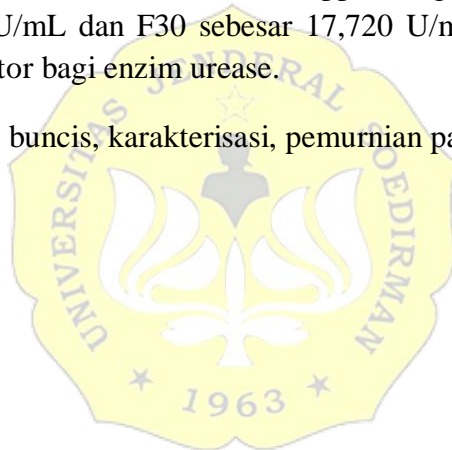 U/mL dan F30 sebesar 17,720 U/m
tor bagi enzim urease.
buncis, karakterisasi, pemurnian pa
UNIVERSITAS JENDERAL SOEDIRMAN
1963